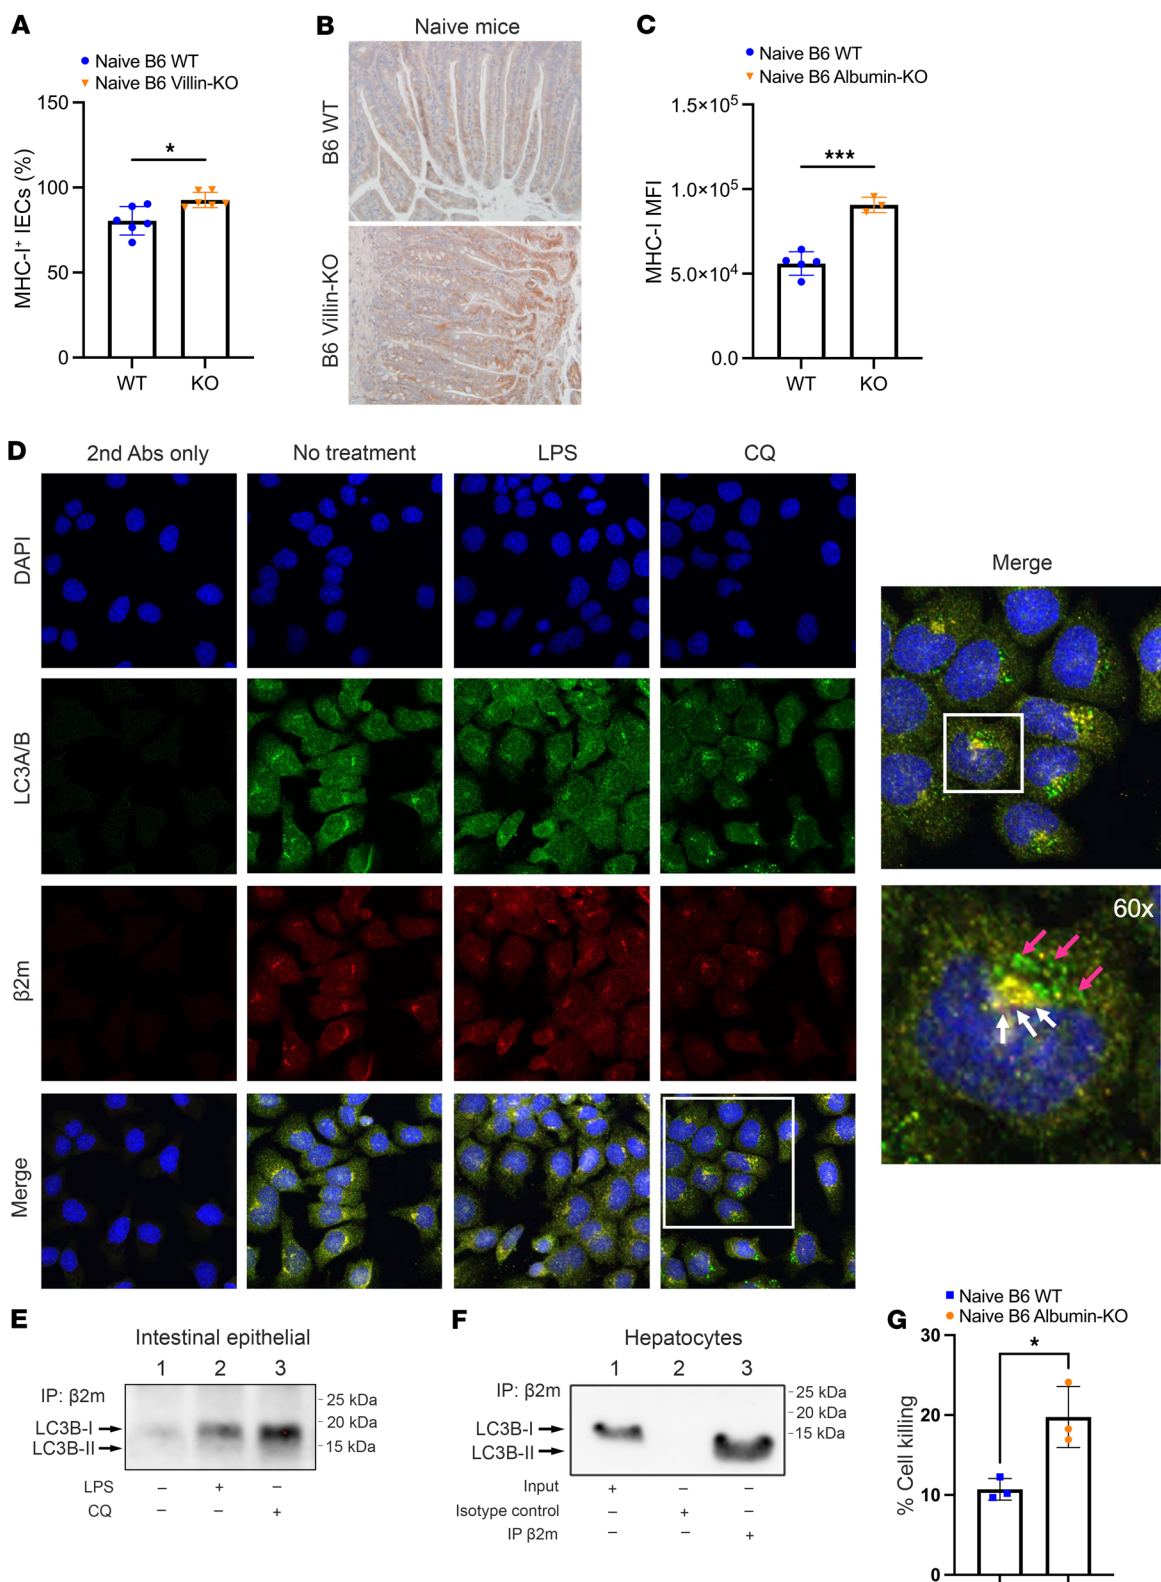 A
Naive B6 WT
Naive B6 Villin-KO
MHC-I⁺ IECs (%)
150
100
50
0
*
WT
KO
B
Naive mice
B6 WT
B6 Villin-KO
C
Naive B6 WT
Naive B6 Albumin-KO
MHC-I MFI
1.5×10⁵
1.0×10⁵
5.0×10⁴
0.0
***
WT
KO
D
2nd Abs only
No treatment
LPS
CQ
DAPI
LC3A/B
β2m
Merge
Merge
60x
E
Intestinal epithelial
1 2 3
IP: β2m
LC3B-I
LC3B-II
25 kDa
20 kDa
15 kDa
LPS – + –
CQ – – +
F
Hepatocytes
1 2 3
IP: β2m
LC3B-I
LC3B-II
25 kDa
20 kDa
15 kDa
Input + – –
Isotype control – + –
IP β2m – – +
G
Naive B6 WT
Naive B6 Albumin-KO
% Cell killing
30
20
10
0
*